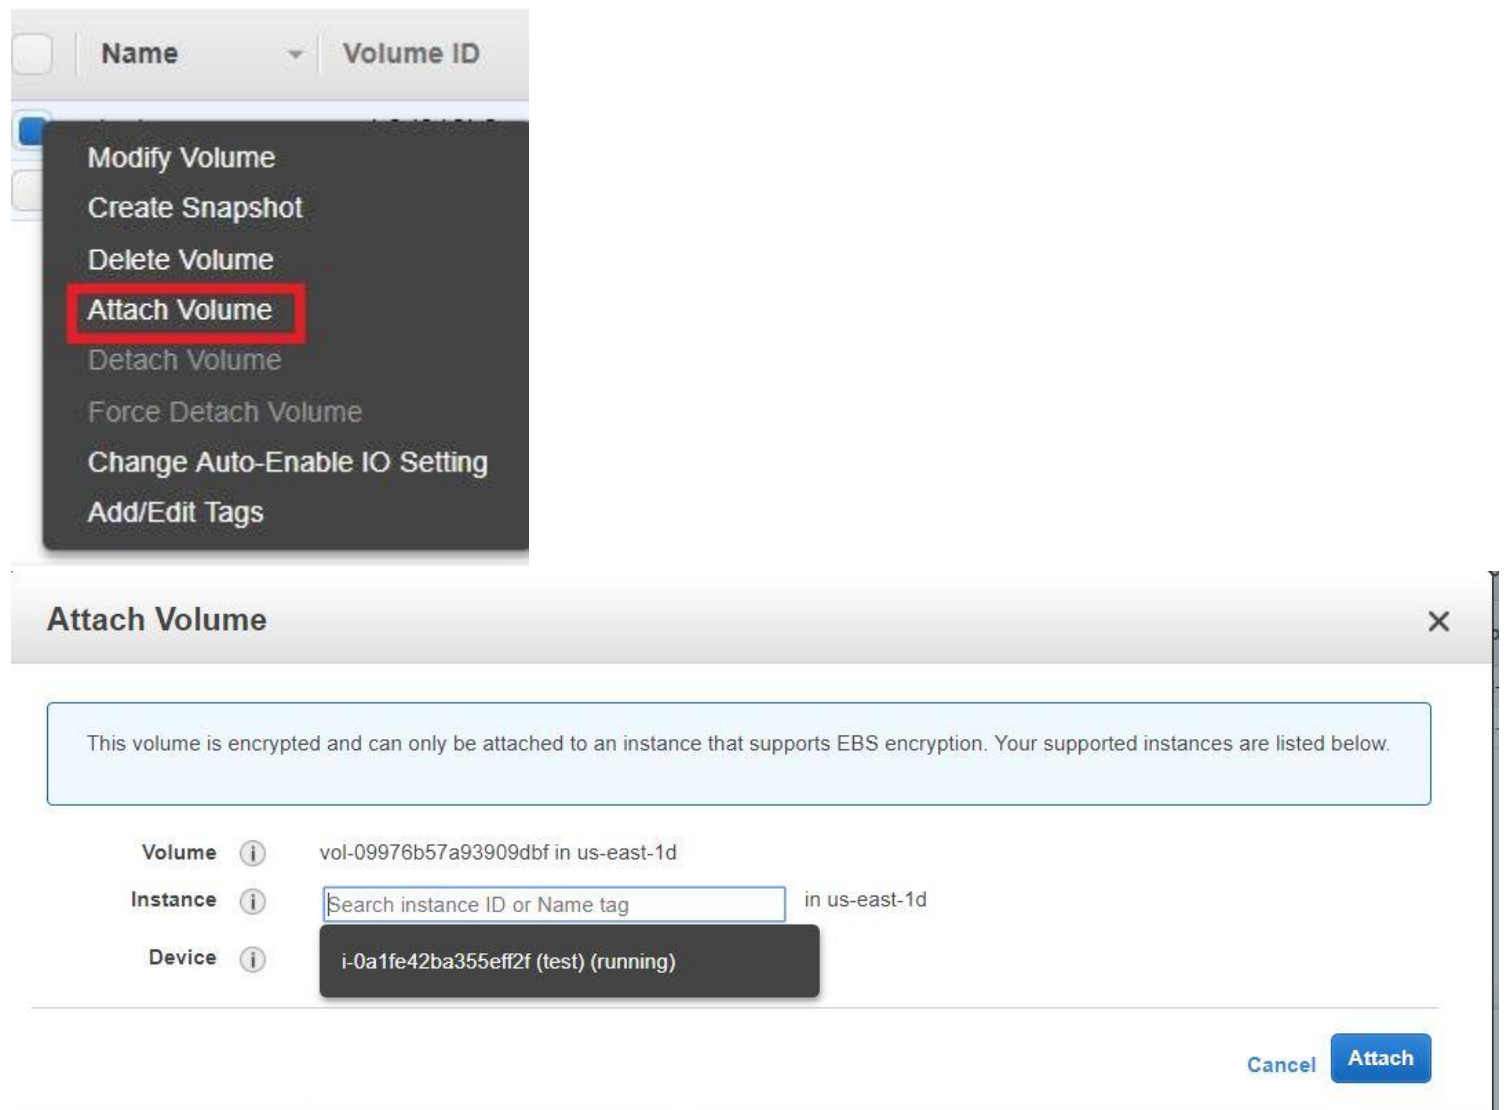 Name
Volume ID
Modify Volume
Create Snapshot
Delete Volume
Attach Volume
Detach Volume
Force Detach Volume
Change Auto-Enable IO Setting
Add/Edit Tags
Attach Volume
This volume is encrypted and can only be attached to an instance that supports EBS encryption. Your supported instances are listed below.
Volume i vol-09976b57a93909dbf in us-east-1d
Instance i Search instance ID or Name tag in us-east-1d
Device i
i-0a1fe42ba355eff2f (test) (running)
Cancel Attach